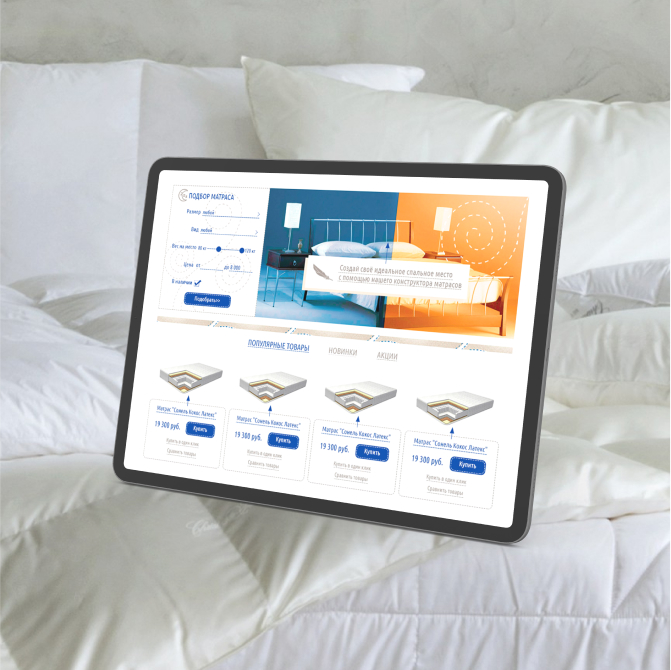 ПОДБОР МАТРАСА
Размер любой
Вид любой
Вес на место 80 кг 120 кг
Цена от до 8 000
В наличии
Подобрать>>
Создай своё идеальное спальное место
с помощью нашего конструктора матрасов
ПОПУЛЯРНЫЕ ТОВАРЫ НОВИНКИ АКЦИИ
Матрас "Сонель Кокос Латекс"
19 300 руб. Купить
Купить в один клик
Сравнить товары
Матрас "Сонель Кокос Латекс"
19 300 руб. Купить
Купить в один клик
Сравнить товары
Матрас "Сонель Кокос Латекс"
19 300 руб. Купить
Купить в один клик
Сравнить товары
Матрас "Сонель Кокос Латекс"
19 300 руб. Купить
Купить в один клик
Сравнить товары